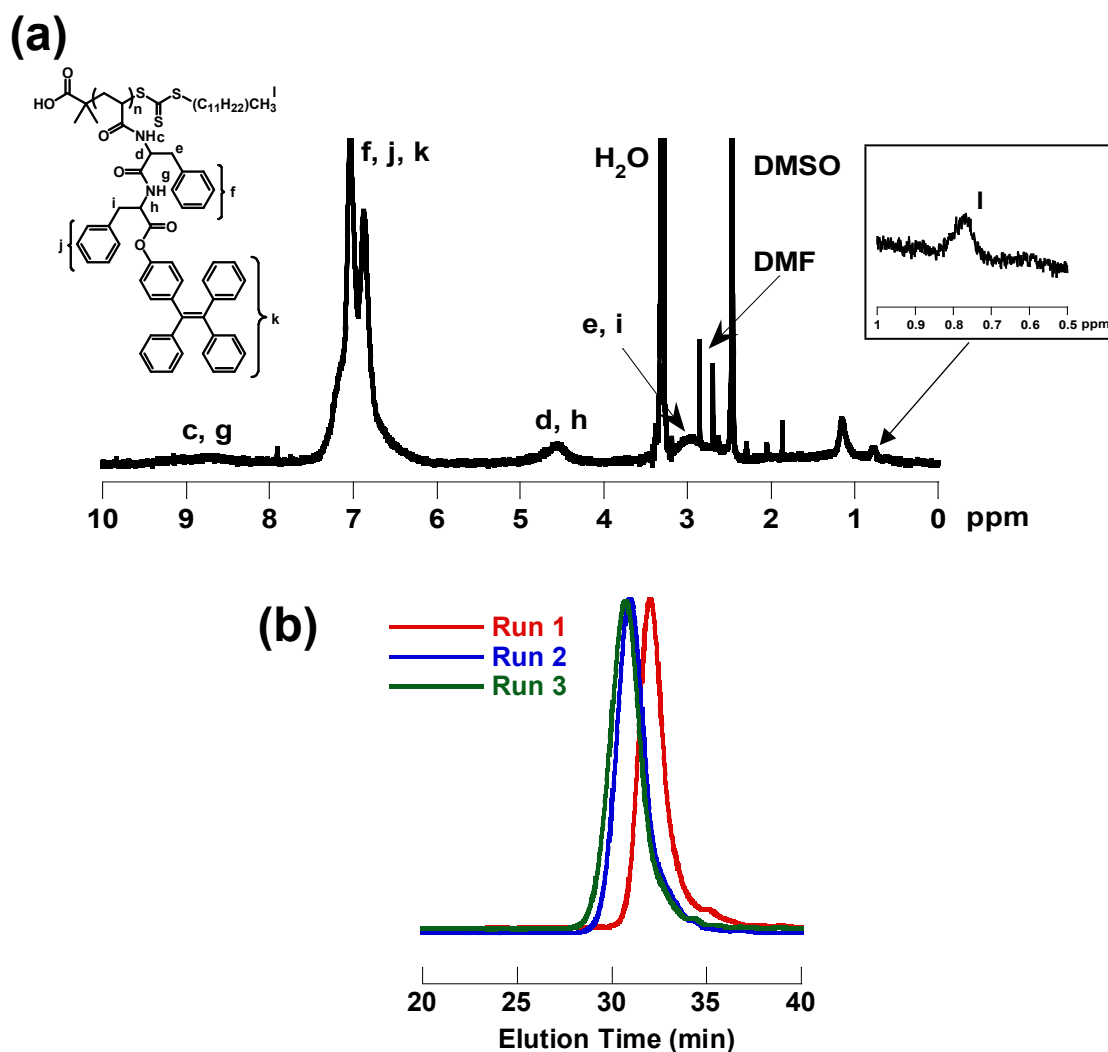 (a)
O
HO
n
S
S
S
(C11H22)CH3
l
O
NHc
d
e
O
g
f
NH
i
h
j
O
O
k
f, j, k
H2O
DMSO
DMF
e, i
d, h
c, g
l
1
0.9
0.8
0.7
0.6
0.5
ppm
10
9
8
7
6
5
4
3
2
1
0
ppm
(b)
Run 1
Run 2
Run 3
20
25
30
35
40
Elution Time (min)